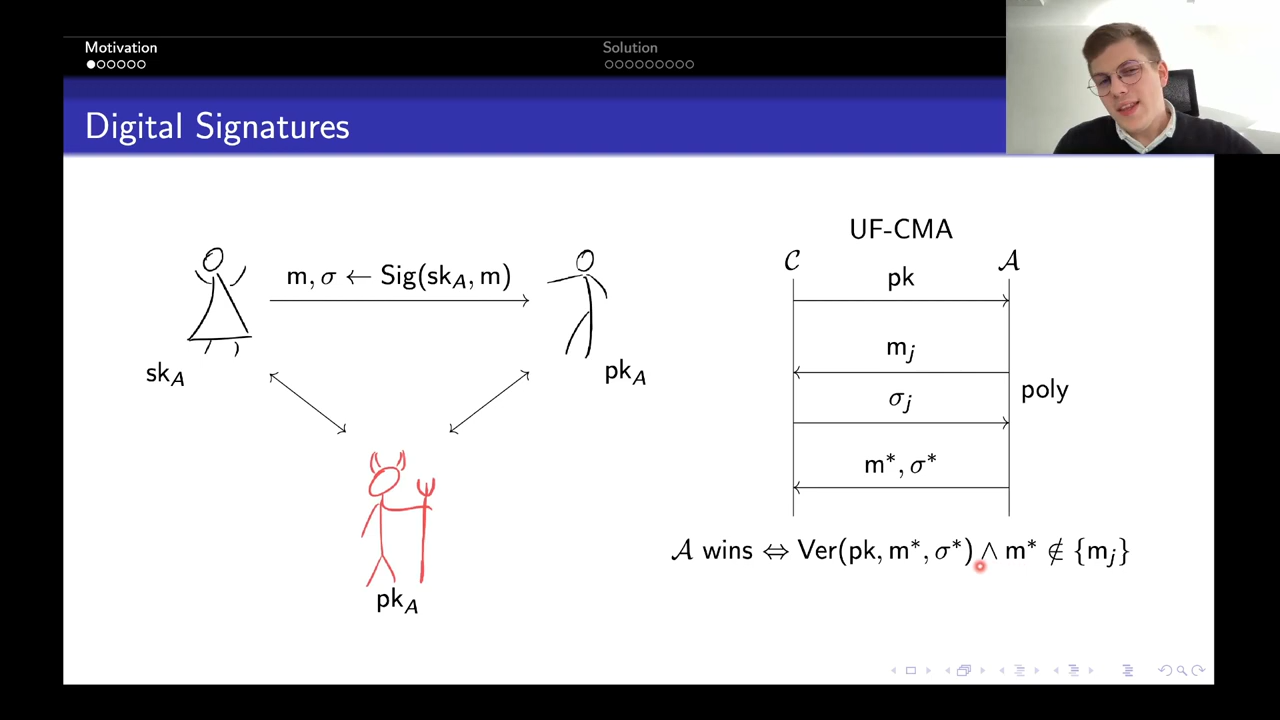 Motivation
Solution
Digital Signatures
m, σ ← Sig(sk_A, m)
sk_A
pk_A
pk_A
UF-CMA
𝒞
𝒜
pk
m_j
σ_j
poly
m*, σ*
𝒜 wins ⇔ Ver(pk, m*, σ*) ∧ m* ∉ {m_j}